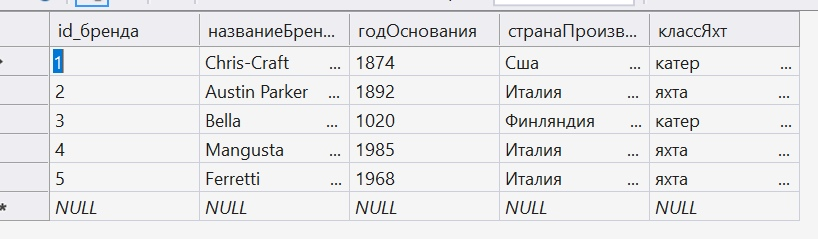 id_бренда названиеБрен... годОснования странаПроизв... классЯхт
1 Chris-Craft ... 1874 Сша ... катер ...
2 Austin Parker ... 1892 Италия ... яхта ...
3 Bella ... 1020 Финляндия ... катер ...
4 Mangusta ... 1985 Италия ... яхта ...
5 Ferretti ... 1968 Италия ... яхта ...
* NULL NULL NULL NULL NULL